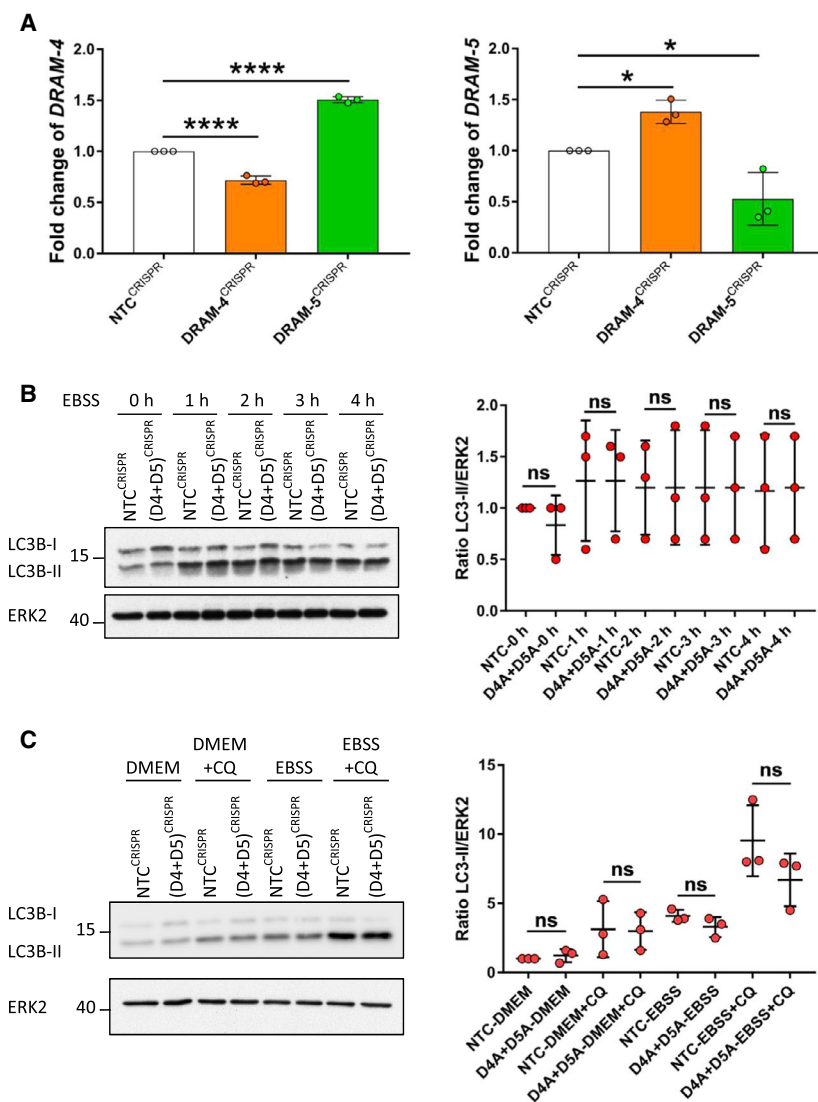 A
Fold change of DRAM-4
2.0
1.5
1.0
0.5
0.0
****
****
NTC^CRISPR
DRAM-4^CRISPR
DRAM-5^CRISPR
Fold change of DRAM-5
2.0
1.5
1.0
0.5
0.0
*
*
NTC^CRISPR
DRAM-4^CRISPR
DRAM-5^CRISPR
B
EBSS 0 h 1 h 2 h 3 h 4 h
NTC^CRISPR
(D4+D5)^CRISPR
NTC^CRISPR
(D4+D5)^CRISPR
NTC^CRISPR
(D4+D5)^CRISPR
NTC^CRISPR
(D4+D5)^CRISPR
NTC^CRISPR
(D4+D5)^CRISPR
LC3B-I
15
LC3B-II
ERK2
40
Ratio LC3-II/ERK2
2.0
1.5
1.0
0.5
0.0
ns
ns
ns
ns
ns
NTC-0 h
D4A+D5A-0 h
NTC-1 h
D4A+D5A-1 h
NTC-2 h
D4A+D5A-2 h
NTC-3 h
D4A+D5A-3 h
NTC-4 h
D4A+D5A-4 h
C
DMEM
DMEM
+CQ
EBSS
EBSS
+CQ
NTC^CRISPR
(D4+D5)^CRISPR
NTC^CRISPR
(D4+D5)^CRISPR
NTC^CRISPR
(D4+D5)^CRISPR
NTC^CRISPR
(D4+D5)^CRISPR
LC3B-I
15
LC3B-II
ERK2
40
Ratio LC3-II/ERK2
15
10
5
0
ns
ns
ns
ns
NTC-DMEM
D4A+D5A-DMEM
NTC-DMEM+CQ
D4A+D5A-DMEM+CQ
NTC-EBSS
D4A+D5A-EBSS
NTC-EBSS+CQ
D4A+D5A-EBSS+CQ